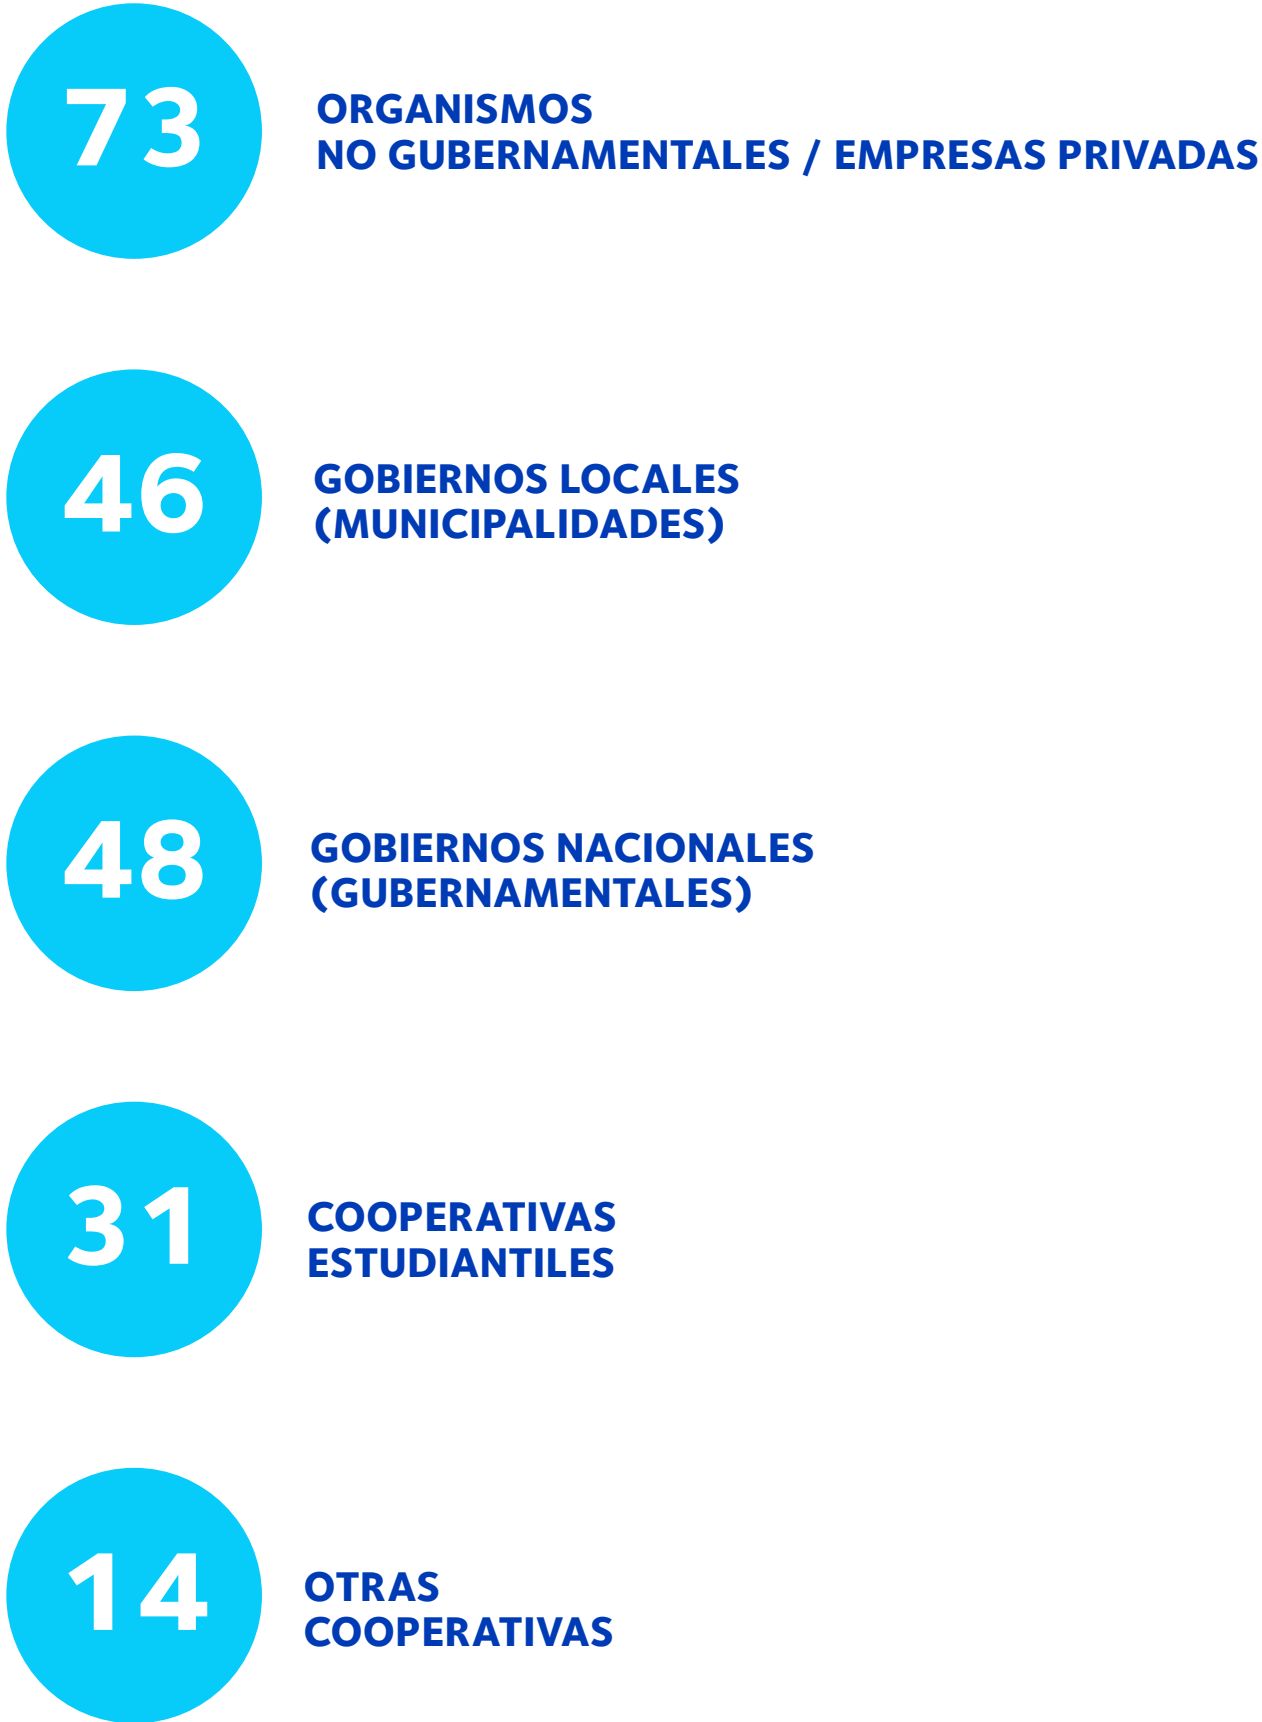 73
ORGANISMOS
NO GUBERNAMENTALES / EMPRESAS PRIVADAS
46
GOBIERNOS LOCALES
(MUNICIPALIDADES)
48
GOBIERNOS NACIONALES
(GUBERNAMENTALES)
31
COOPERATIVAS
ESTUDIANTILES
14
OTRAS
COOPERATIVAS